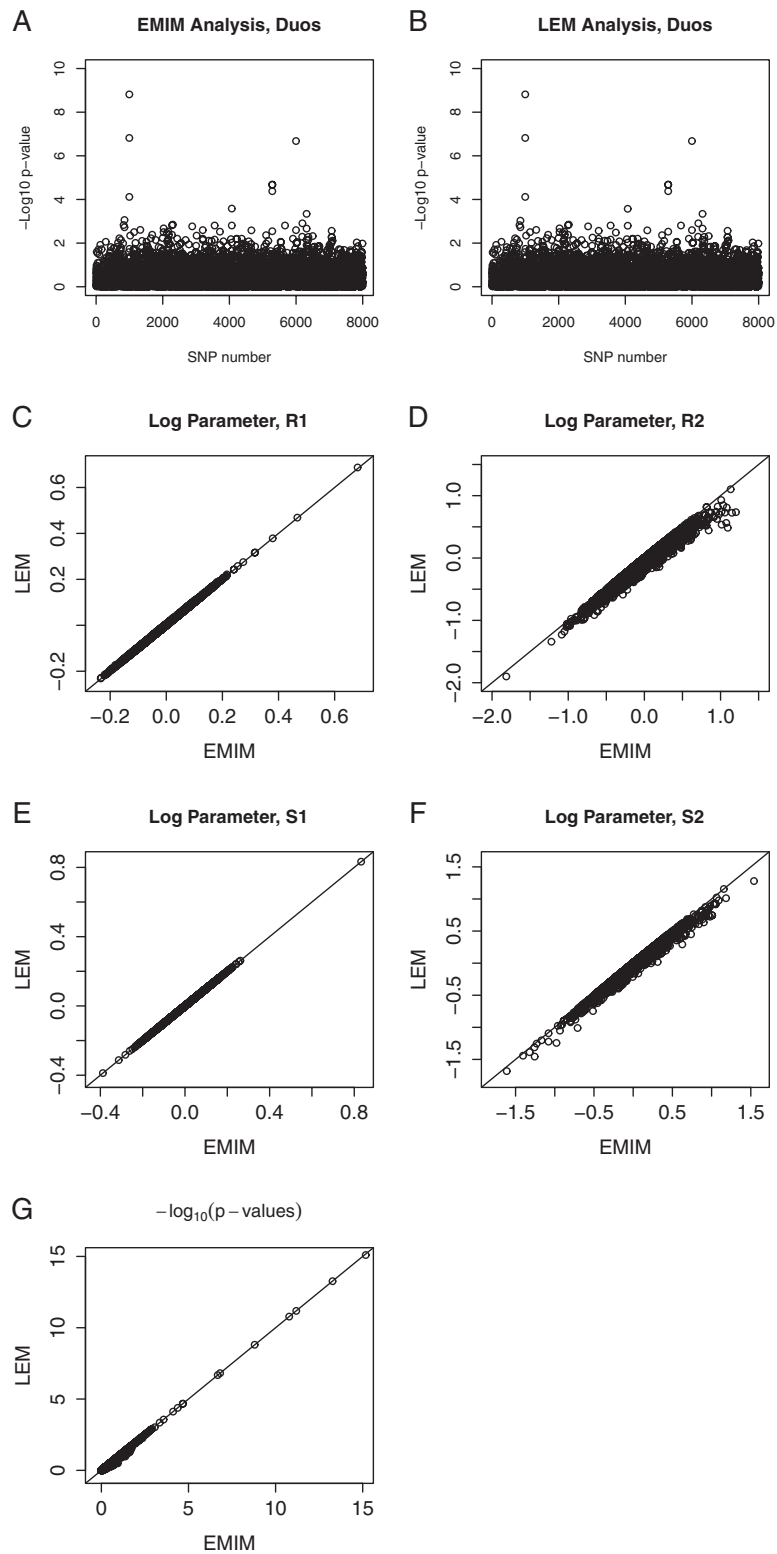 A EMIM Analysis, Duos
−Log10 p-value
10
8
6
4
2
0
0 2000 4000 6000 8000
SNP number
B LEM Analysis, Duos
−Log10 p-value
10
8
6
4
2
0
0 2000 4000 6000 8000
SNP number
C Log Parameter, R1
LEM
0.6
0.4
0.2
−0.2
−0.2 0.0 0.2 0.4 0.6
EMIM
D Log Parameter, R2
LEM
1.0
0.0
−1.0
−2.0
−2.0 −1.0 0.0 1.0
EMIM
E Log Parameter, S1
LEM
0.8
0.4
0.0
−0.4
−0.4 0.0 0.4 0.8
EMIM
F Log Parameter, S2
LEM
1.5
0.5
−0.5
−1.5
−1.5 −0.5 0.5 1.5
EMIM
G −log₁₀(p−values)
LEM
15
10
5
0
0 5 10 15
EMIM